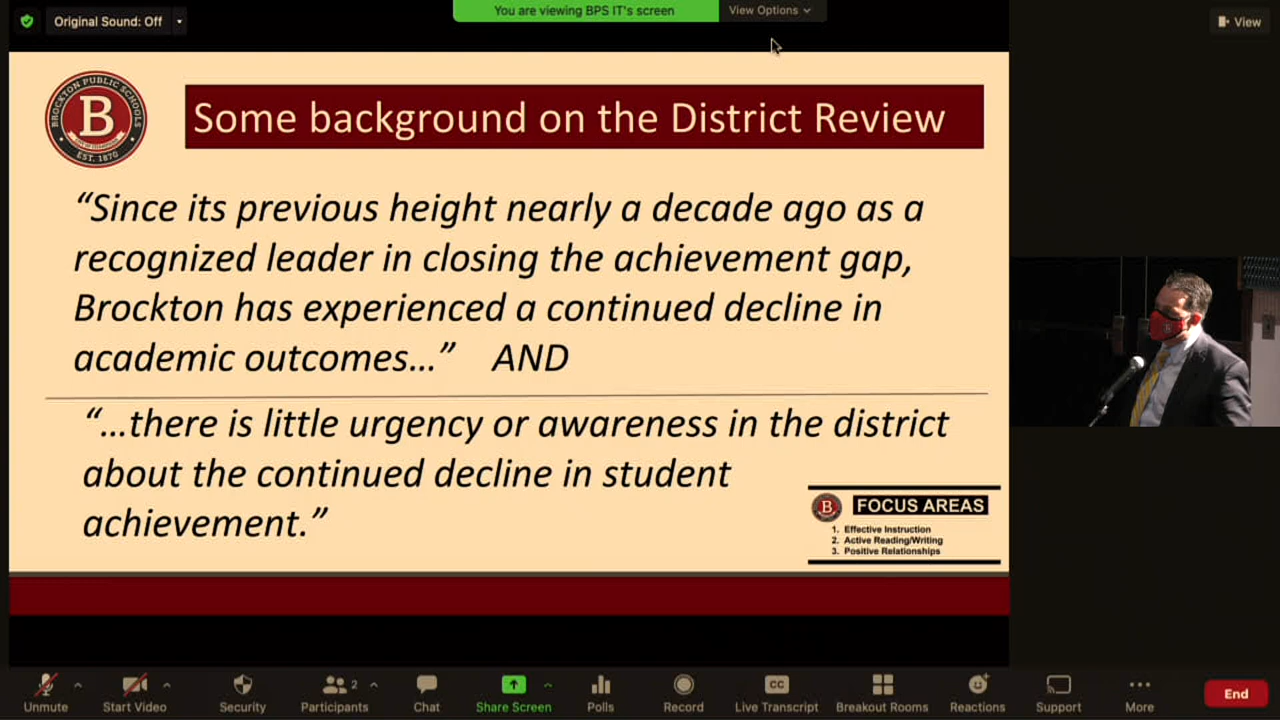 Original Sound: Off
You are viewing BPS IT's screen
View Options
View
BROCKTON PUBLIC SCHOOLS
B
EST. 1870
Some background on the District Review
“Since its previous height nearly a decade ago as a
recognized leader in closing the achievement gap,
Brockton has experienced a continued decline in
academic outcomes…” AND
“…there is little urgency or awareness in the district
about the continued decline in student
achievement.”
B
FOCUS AREAS
1. Effective Instruction
2. Active Reading/Writing
3. Positive Relationships
Unmute
Start Video
Security
2
Participants
Chat
Share Screen
Polls
Record
CC
Live Transcript
Breakout Rooms
Reactions
Support
More
End